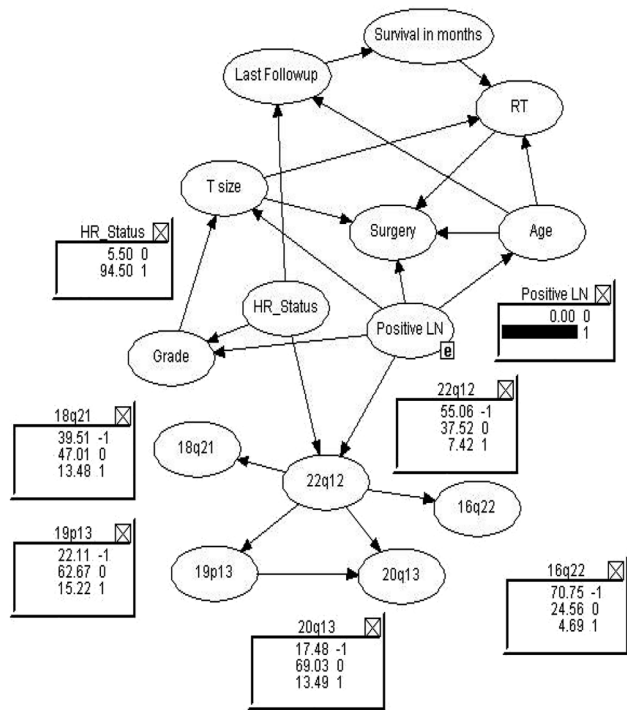 Survival in months
Last Followup
RT
T size
HR_Status
5.50 0
94.50 1
Surgery
Age
Positive LN
0.00 0
1
HR_Status
Positive LN
e
Grade
22q12
55.06 -1
37.52 0
7.42 1
18q21
39.51 -1
47.01 0
13.48 1
18q21
22q12
16q22
19p13
22.11 -1
62.67 0
15.22 1
19p13
20q13
16q22
70.75 -1
24.56 0
4.69 1
20q13
17.48 -1
69.03 0
13.49 1